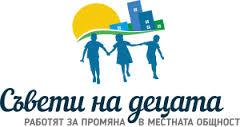 Съвети на децата
РАБОТЯТ ЗА ПРОМЯНА В МЕСТНАТА ОБЩНОСТ